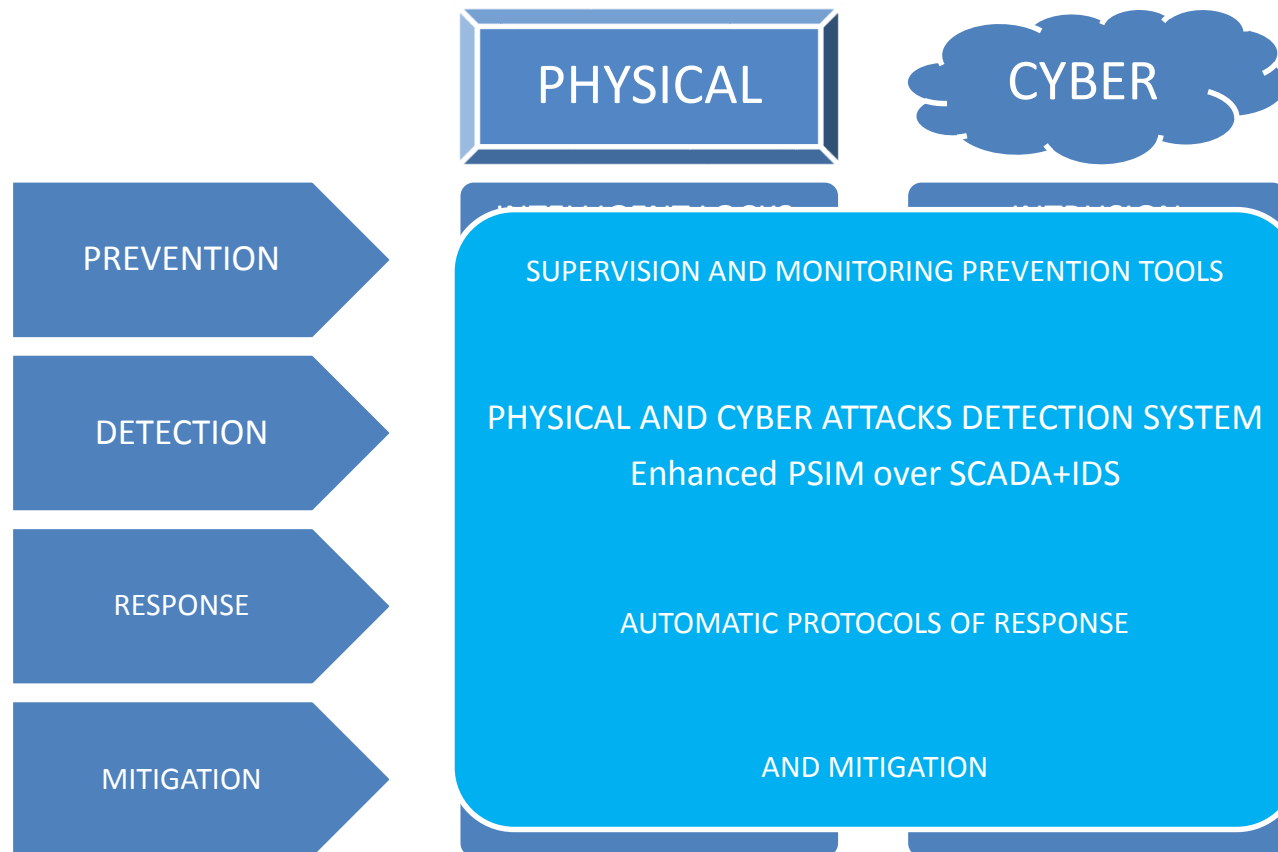 PHYSICAL
CYBER
PREVENTION
SUPERVISION AND MONITORING PREVENTION TOOLS
DETECTION
PHYSICAL AND CYBER ATTACKS DETECTION SYSTEM
Enhanced PSIM over SCADA+IDS
RESPONSE
AUTOMATIC PROTOCOLS OF RESPONSE
MITIGATION
AND MITIGATION